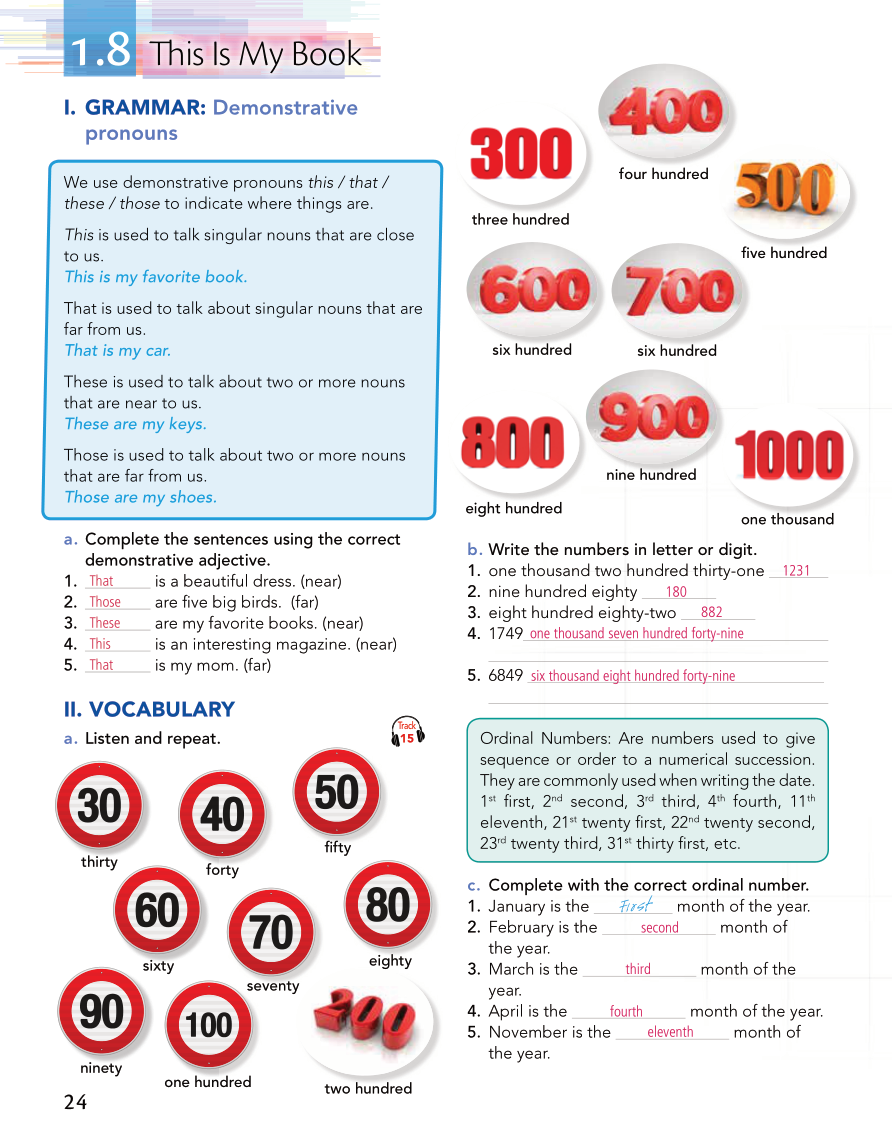 1.8 This Is My Book
I. GRAMMAR: Demonstrative
pronouns
We use demonstrative pronouns this / that /
these / those to indicate where things are.
This is used to talk singular nouns that are close
to us.
This is my favorite book.
That is used to talk about singular nouns that are
far from us.
That is my car.
These is used to talk about two or more nouns
that are near to us.
These are my keys.
Those is used to talk about two or more nouns
that are far from us.
Those are my shoes.
a. Complete the sentences using the correct
demonstrative adjective.
1. That is a beautiful dress. (near)
2. Those are five big birds. (far)
3. These are my favorite books. (near)
4. This is an interesting magazine. (near)
5. That is my mom. (far)
II. VOCABULARY
a. Listen and repeat.
Track
15
30
thirty
40
forty
50
fifty
60
sixty
70
seventy
80
eighty
90
ninety
100
one hundred
200
two hundred
24
300
three hundred
400
four hundred
500
five hundred
600
six hundred
700
six hundred
800
eight hundred
900
nine hundred
1000
one thousand
b. Write the numbers in letter or digit.
1. one thousand two hundred thirty-one 1231
2. nine hundred eighty 180
3. eight hundred eighty-two 882
4. 1749 one thousand seven hundred forty-nine
5. 6849 six thousand eight hundred forty-nine
Ordinal Numbers: Are numbers used to give
sequence or order to a numerical succession.
They are commonly used when writing the date.
1st first, 2nd second, 3rd third, 4th fourth, 11th
eleventh, 21st twenty first, 22nd twenty second,
23rd twenty third, 31st thirty first, etc.
c. Complete with the correct ordinal number.
1. January is the First month of the year.
2. February is the second month of
the year.
3. March is the third month of the
year.
4. April is the fourth month of the year.
5. November is the eleventh month of
the year.